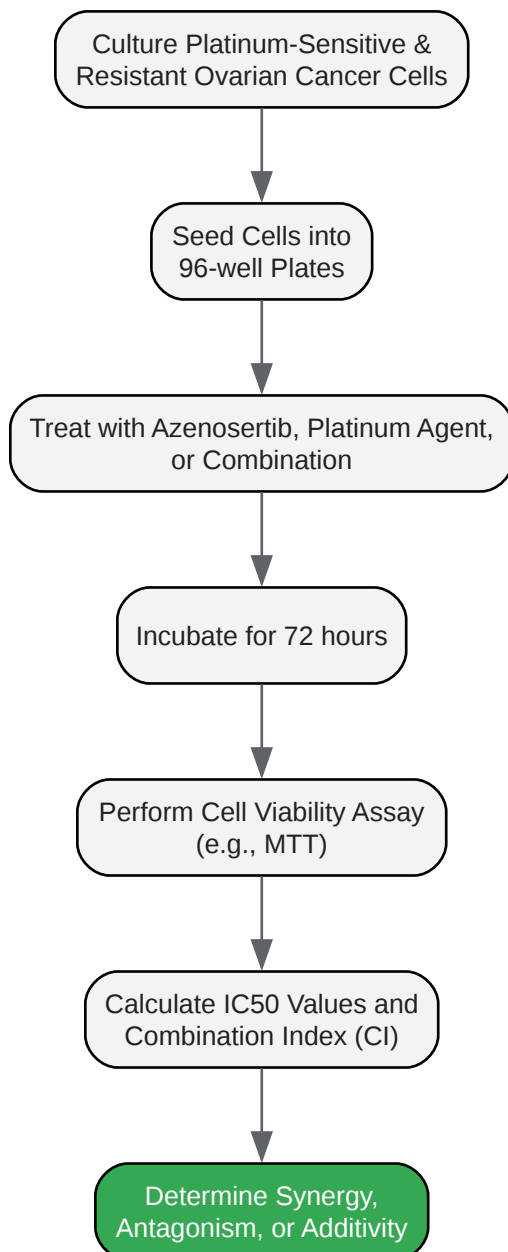 Culture Platinum-Sensitive &
Resistant Ovarian Cancer Cells
Seed Cells into
96-well Plates
Treat with Azenosertib, Platinum Agent,
or Combination
Incubate for 72 hours
Perform Cell Viability Assay
(e.g., MTT)
Calculate IC50 Values and
Combination Index (CI)
Determine Synergy,
Antagonism, or Additivity